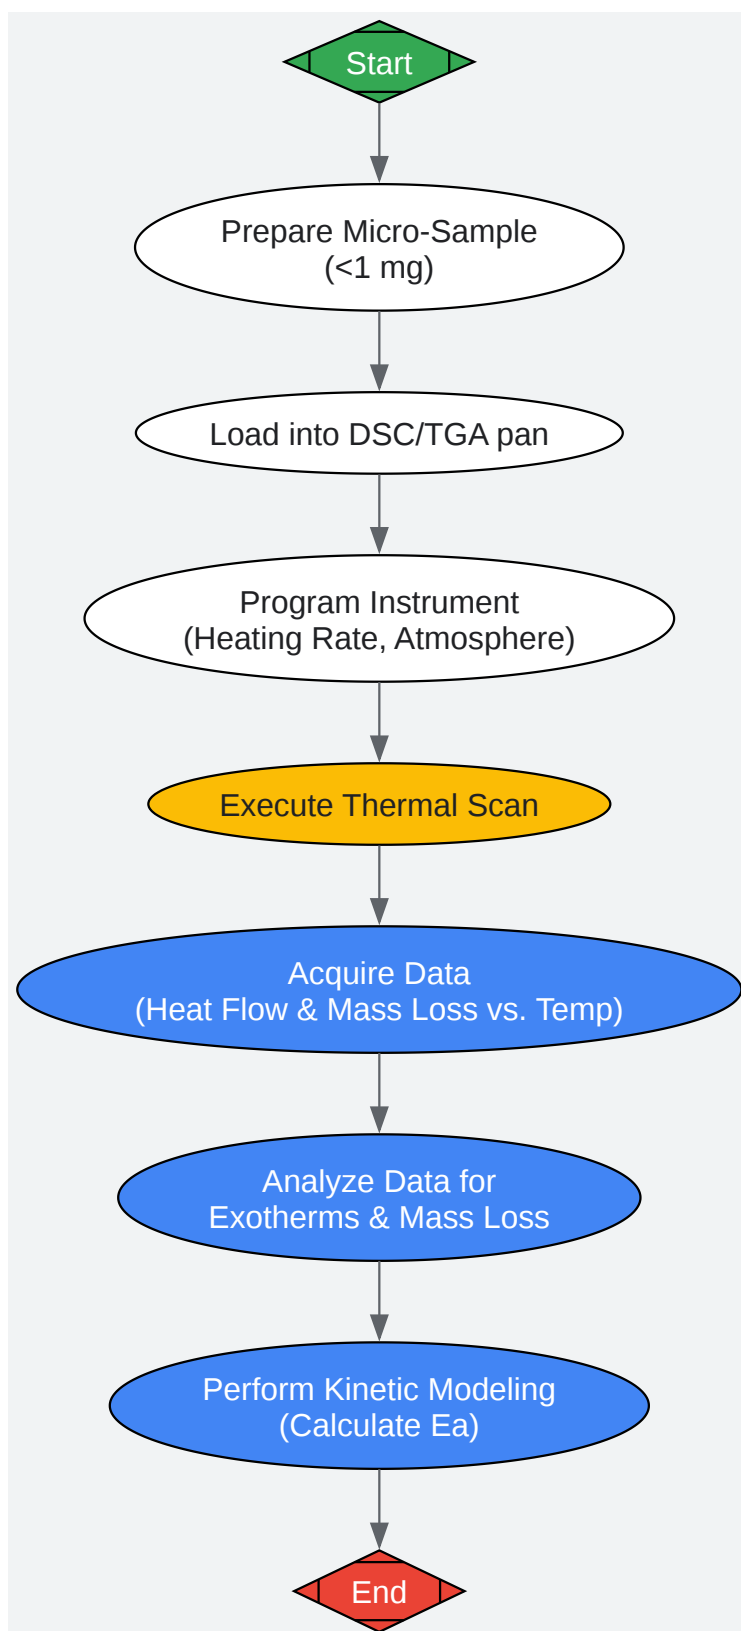 Start
Prepare Micro-Sample
(<1 mg)
Load into DSC/TGA pan
Program Instrument
(Heating Rate, Atmosphere)
Execute Thermal Scan
Acquire Data
(Heat Flow & Mass Loss vs. Temp)
Analyze Data for
Exotherms & Mass Loss
Perform Kinetic Modeling
(Calculate Ea)
End